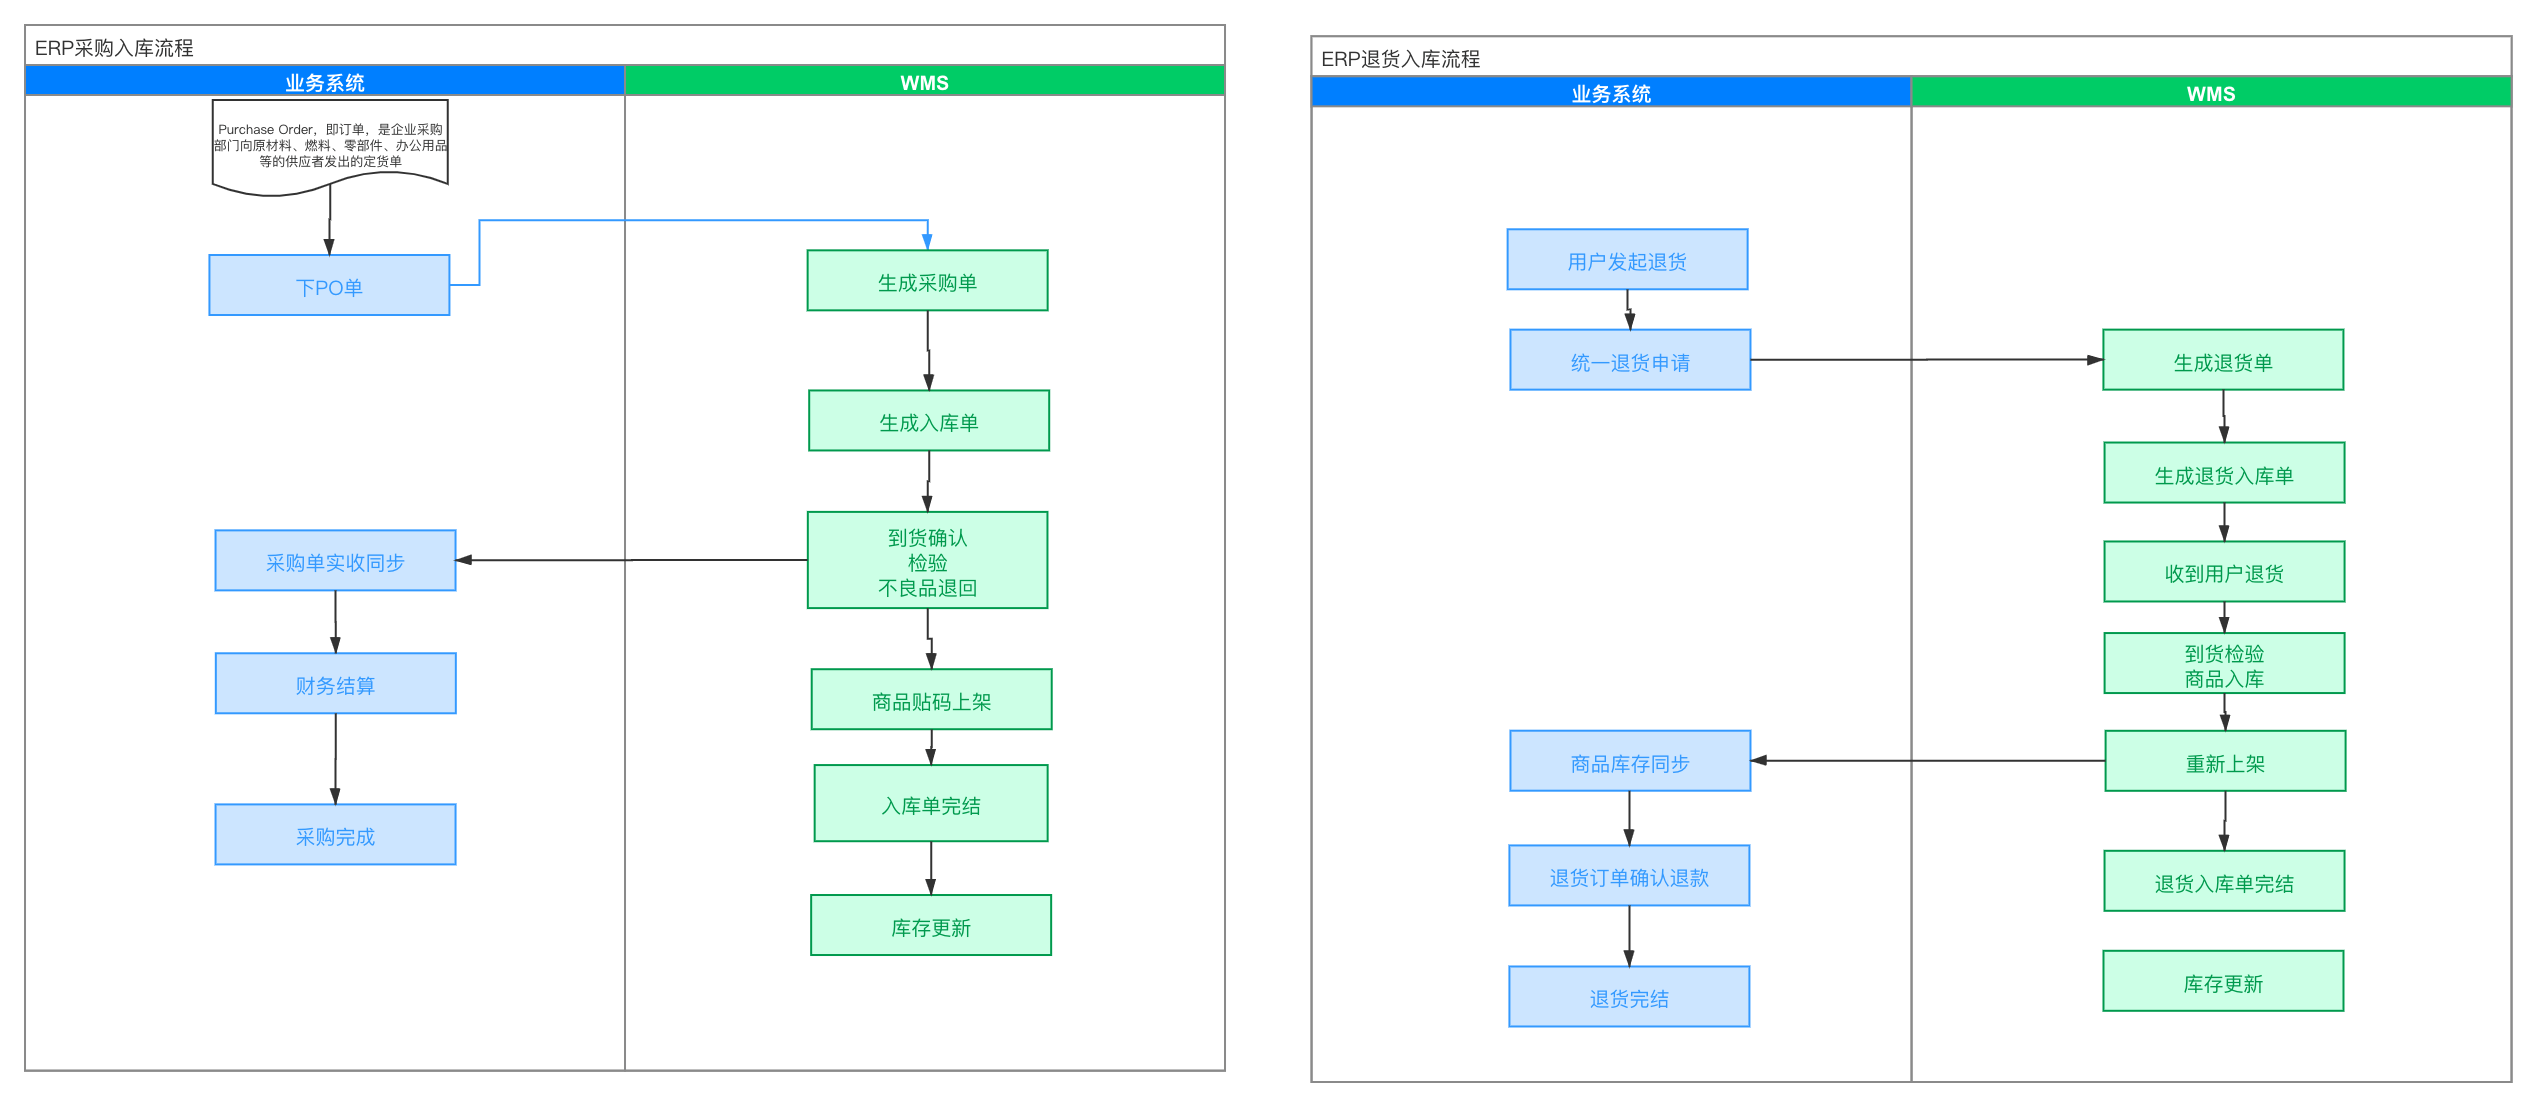 ERP采购入库流程
业务系统
WMS
Purchase Order，即订单，是企业采购
部门向原材料、燃料、零部件、办公用品
等的供应者发出的定货单
下PO单
生成采购单
生成入库单
到货确认
检验
不良品退回
采购单实收同步
财务结算
商品贴码上架
入库单完结
采购完成
库存更新
ERP退货入库流程
业务系统
WMS
用户发起退货
统一退货申请
生成退货单
生成退货入库单
收到用户退货
到货检验
商品入库
商品库存同步
重新上架
退货订单确认退款
退货入库单完结
退货完结
库存更新